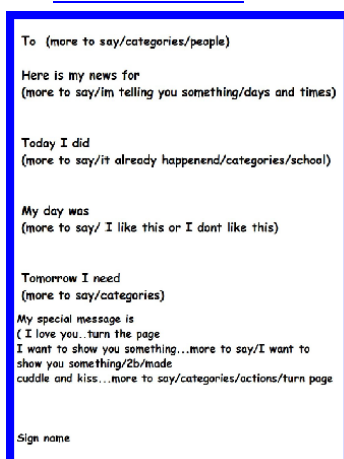 To (more to say/categories/people)
Here is my news for
(more to say/im telling you something/days and times)
Today I did
(more to say/it already happenend/categories/school)
My day was
(more to say/ I like this or I dont like this)
Tomorrow I need
(more to say/categories)
My special message is
( I love you..turn the page
I want to show you something...more to say/I want to
show you something/2b/made
cuddle and kiss...more to say/categories/actions/turn page
Sign name